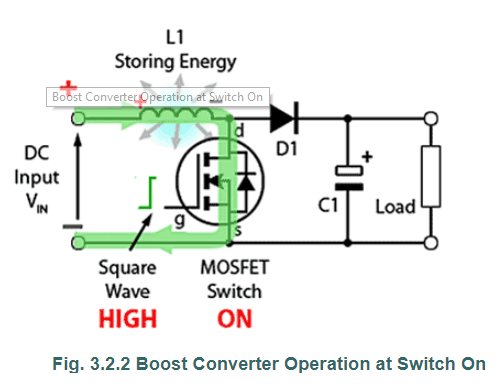 L1
Storing Energy
+
+
−
Boost Converter Operation at Switch On
d
D1
DC
Input
VIN
+
C1
Load
g
s
−
Square
Wave
HIGH
MOSFET
Switch
ON
Fig. 3.2.2 Boost Converter Operation at Switch On